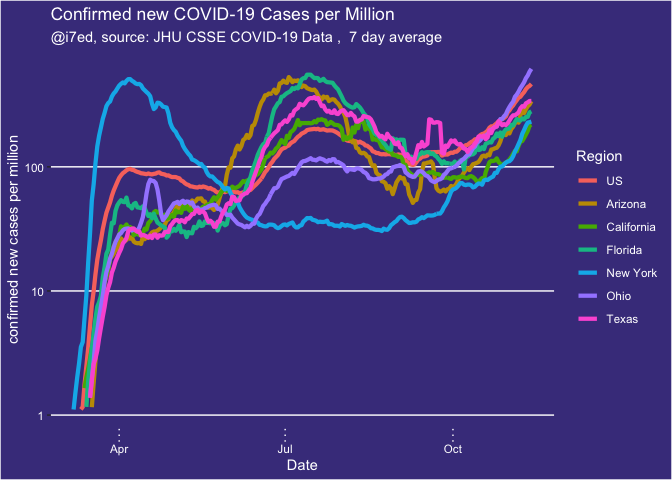 Confirmed new COVID-19 Cases per Million
@i7ed, source: JHU CSSE COVID-19 Data , 7 day average
confirmed new cases per million
100
10
1
Apr
Jul
Oct
Date
Region
US
Arizona
California
Florida
New York
Ohio
Texas